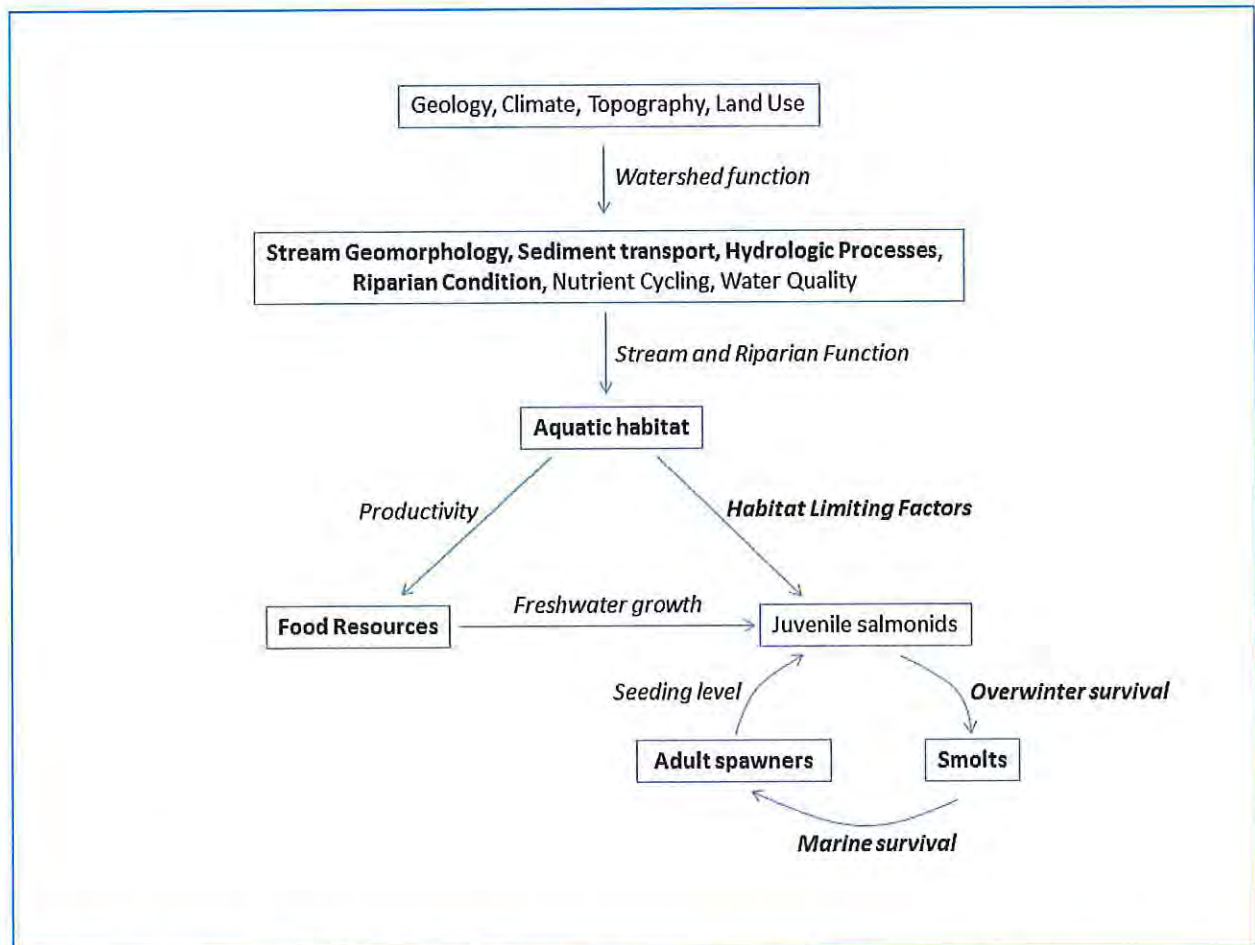 Geology, Climate, Topography, Land Use
Watershed function
Stream Geomorphology, Sediment transport, Hydrologic Processes,
Riparian Condition, Nutrient Cycling, Water Quality
Stream and Riparian Function
Aquatic habitat
Productivity
Habitat Limiting Factors
Freshwater growth
Food Resources
Juvenile salmonids
Seeding level
Overwinter survival
Adult spawners
Smolts
Marine survival